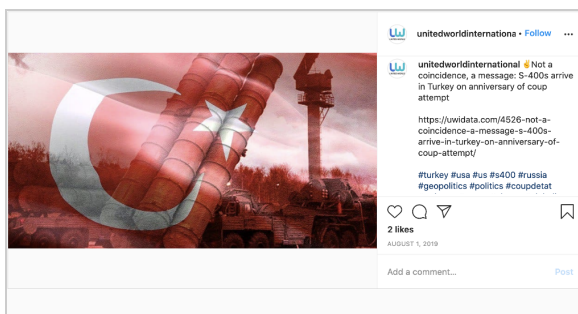 unitedworldinternationa • Follow
unitedworldinternational ✌Not a
coincidence, a message: S-400s arrive
in Turkey on anniversary of coup
attempt
https://uwidata.com/4526-not-a-
coincidence-a-message-s-400s-
arrive-in-turkey-on-anniversary-of-
coup-attempt/
#turkey #usa #us #s400 #russia
#geopolitics #politics #coupdetat
2 likes
AUGUST 1, 2019
Add a comment...
Post